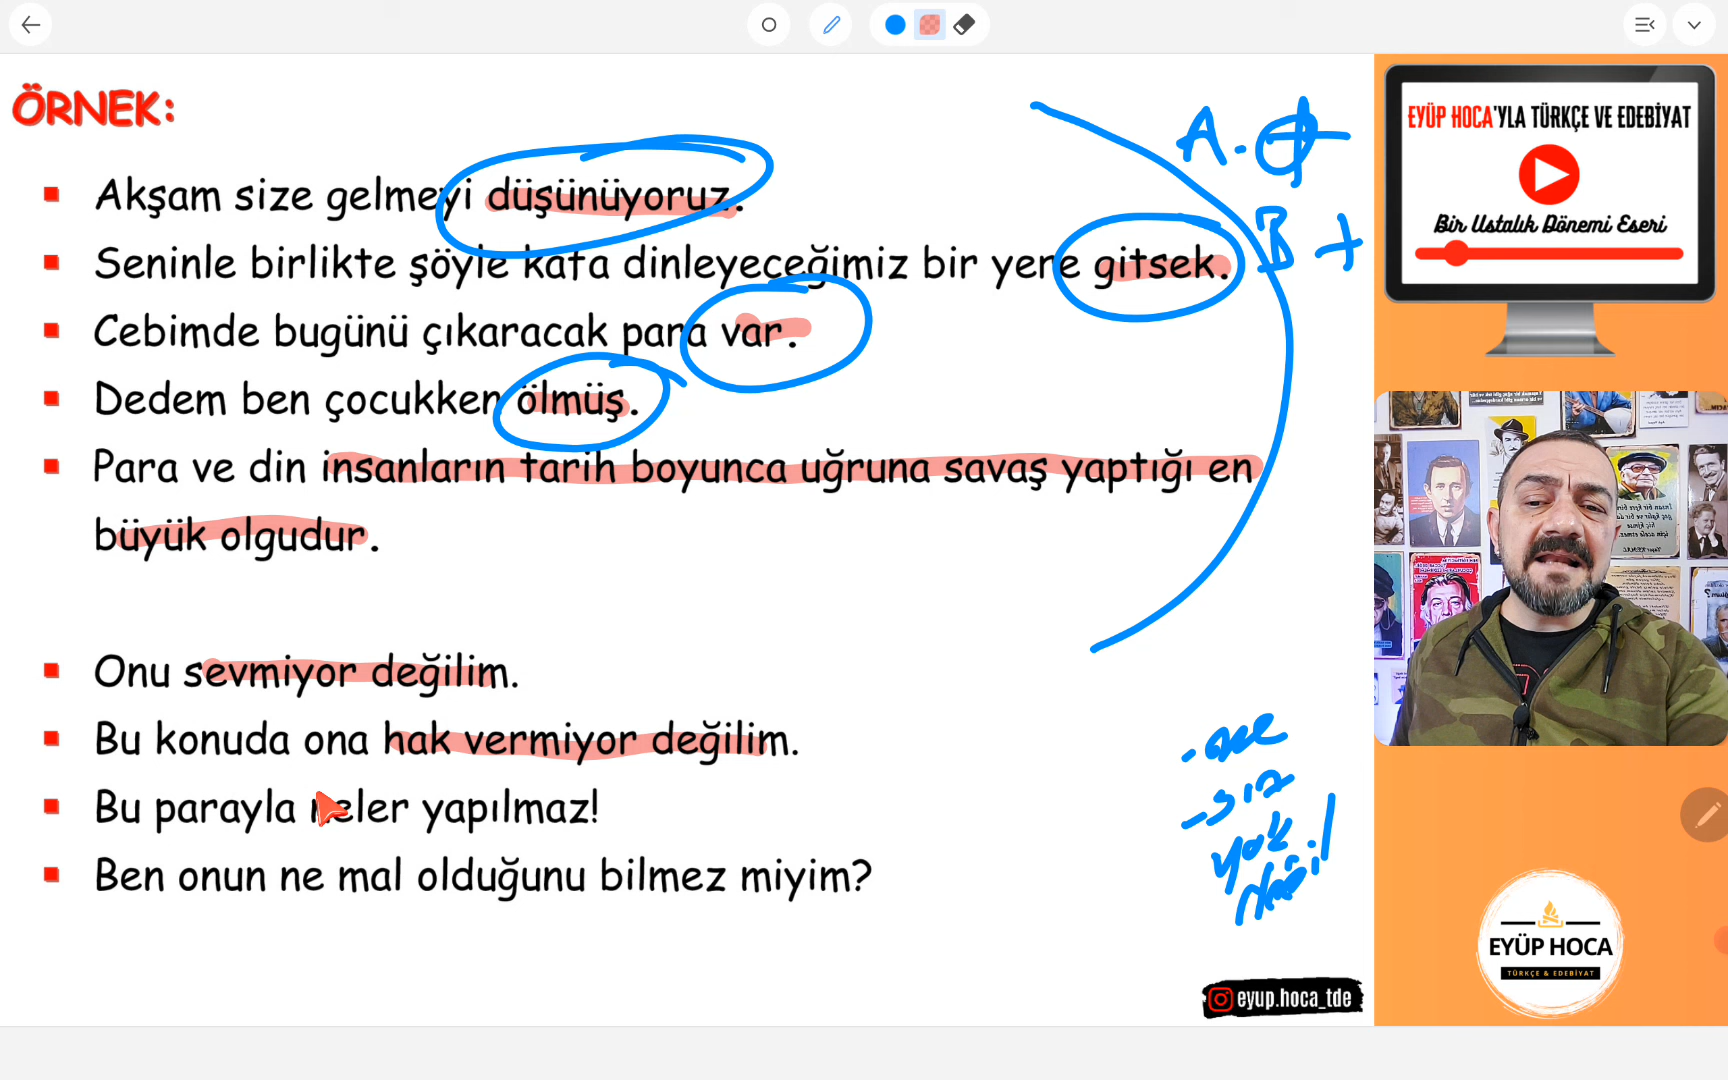 ÖRNEK:
Akşam size gelmeyi düşünüyoruz.
Seninle birlikte şöyle kafa dinleyeceğimiz bir yere gitsek.
Cebimde bugünü çıkaracak para var.
Dedem ben çocukken ölmüş.
Para ve din insanların tarih boyunca uğruna savaş yaptığı en
büyük olgudur.
Onu sevmiyor değilim.
Bu konuda ona hak vermiyor değilim.
Bu parayla neler yapılmaz!
Ben onun ne mal olduğunu bilmez miyim?
A.
B +
-sız
yok
eyup.hoca_tde
EYÜP HOCA'YLA TÜRKÇE VE EDEBİYAT
Bir Ustalık Dönemi Eseri
EYÜP HOCA
TÜRKÇE & EDEBİYAT